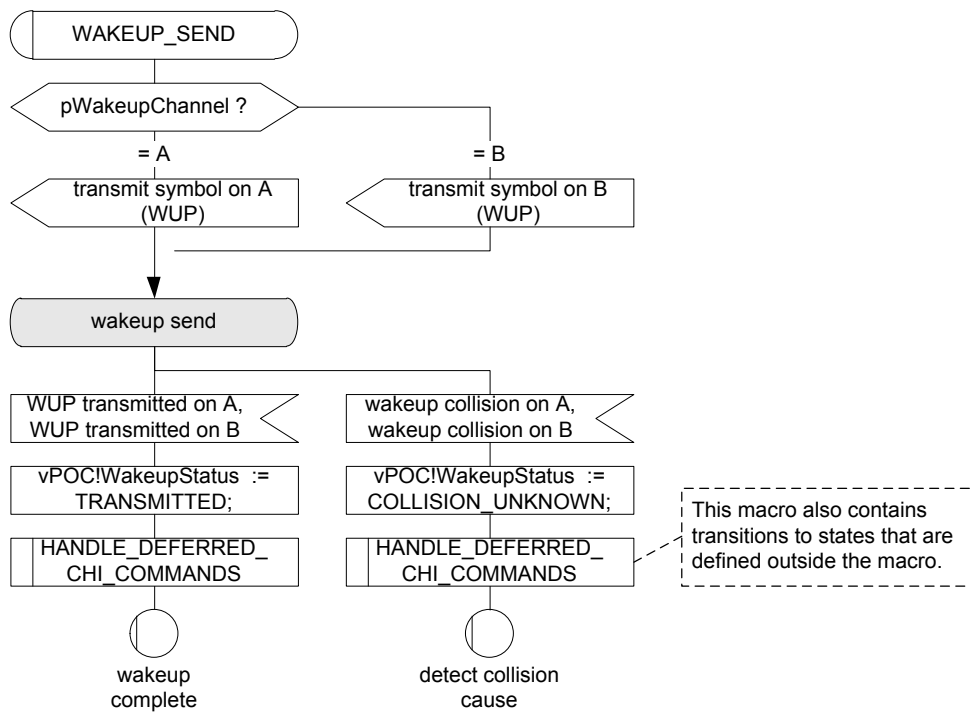 WAKEUP_SEND
pWakeupChannel ?
= A
= B
transmit symbol on A
(WUP)
transmit symbol on B
(WUP)
wakeup send
WUP transmitted on A,
WUP transmitted on B
wakeup collision on A,
wakeup collision on B
vPOC!WakeupStatus :=
TRANSMITTED;
vPOC!WakeupStatus :=
COLLISION_UNKNOWN;
This macro also contains
transitions to states that are
defined outside the macro.
HANDLE_DEFERRED_
CHI_COMMANDS
HANDLE_DEFERRED_
CHI_COMMANDS
wakeup
complete
detect collision
cause